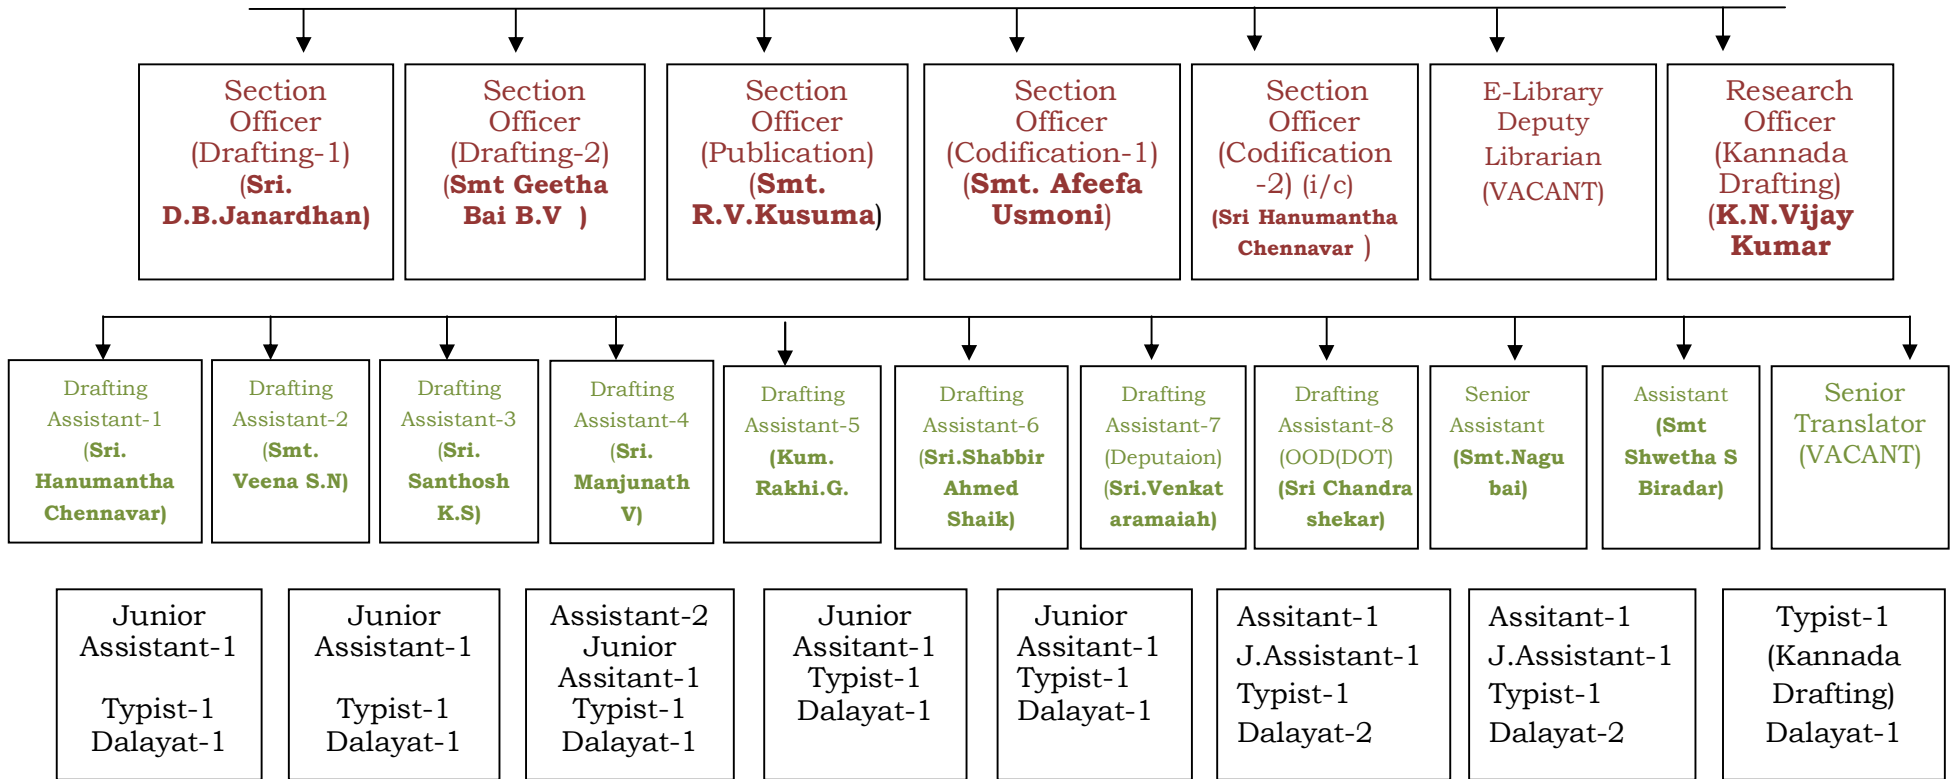 Section
Officer
(Drafting-1)
(Sri.
D.B.Janardhan)
Section
Officer
(Drafting-2)
(Smt Geetha
Bai B.V )
Section
Officer
(Publication)
(Smt.
R.V.Kusuma)
Section
Officer
(Codification-1)
(Smt. Afeefa
Usmoni)
Section
Officer
(Codification
-2) (i/c)
(Sri Hanumantha
Chennavar )
E-Library
Deputy
Librarian
(VACANT)
Research
Officer
(Kannada
Drafting)
(K.N.Vijay
Kumar
Drafting
Assistant-1
(Sri.
Hanumantha
Chennavar)
Drafting
Assistant-2
(Smt.
Veena S.N)
Drafting
Assistant-3
(Sri.
Santhosh
K.S)
Drafting
Assistant-4
(Sri.
Manjunath
V)
Drafting
Assistant-5
(Kum.
Rakhi.G.
Drafting
Assistant-6
(Sri.Shabbir
Ahmed
Shaik)
Drafting
Assistant-7
(Deputaion)
(Sri.Venkat
aramaiah)
Drafting
Assistant-8
(OOD(DOT)
(Sri Chandra
shekar)
Senior
Assistant
(Smt.Nagu
bai)
Assistant
(Smt
Shwetha S
Biradar)
Senior
Translator
(VACANT)
Junior
Assistant-1
Typist-1
Dalayat-1
Junior
Assistant-1
Typist-1
Dalayat-1
Assistant-2
Junior
Assitant-1
Typist-1
Dalayat-1
Junior
Assitant-1
Typist-1
Dalayat-1
Junior
Assitant-1
Typist-1
Dalayat-1
Assitant-1
J.Assistant-1
Typist-1
Dalayat-2
Assitant-1
J.Assistant-1
Typist-1
Dalayat-2
Typist-1
(Kannada
Drafting)
Dalayat-1